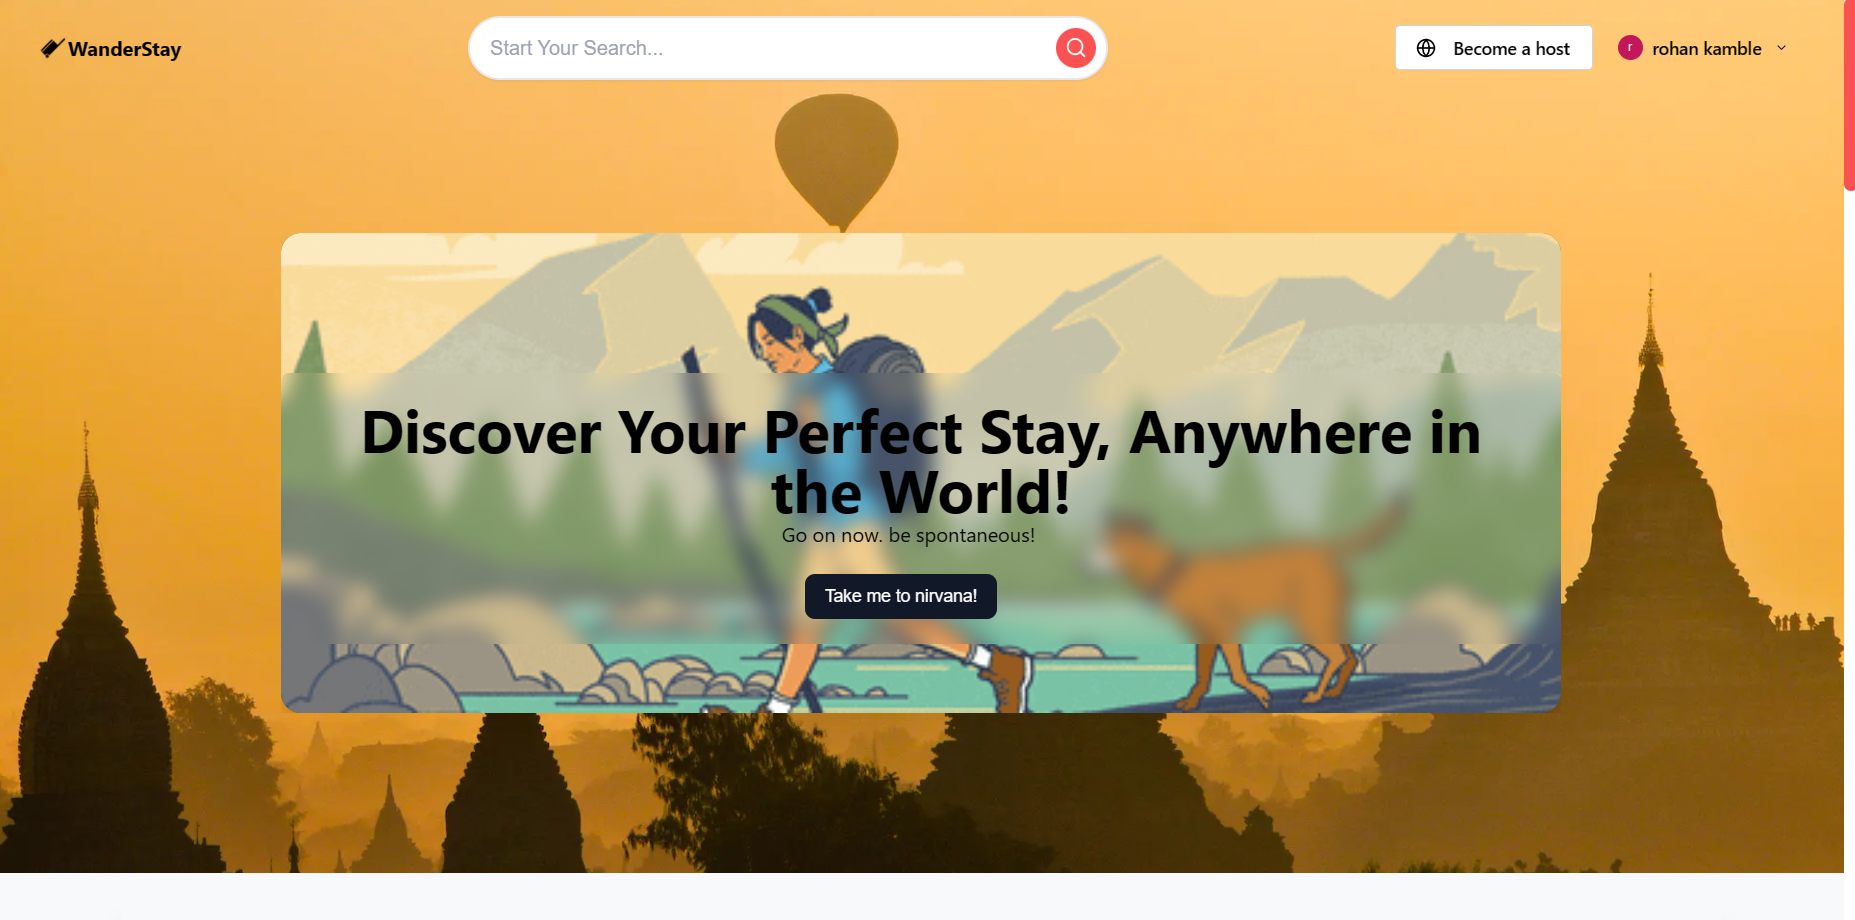 WanderStay
Start Your Search...
Become a host
r
rohan kamble
Discover Your Perfect Stay, Anywhere in
the World!
Go on now. be spontaneous!
Take me to nirvana!